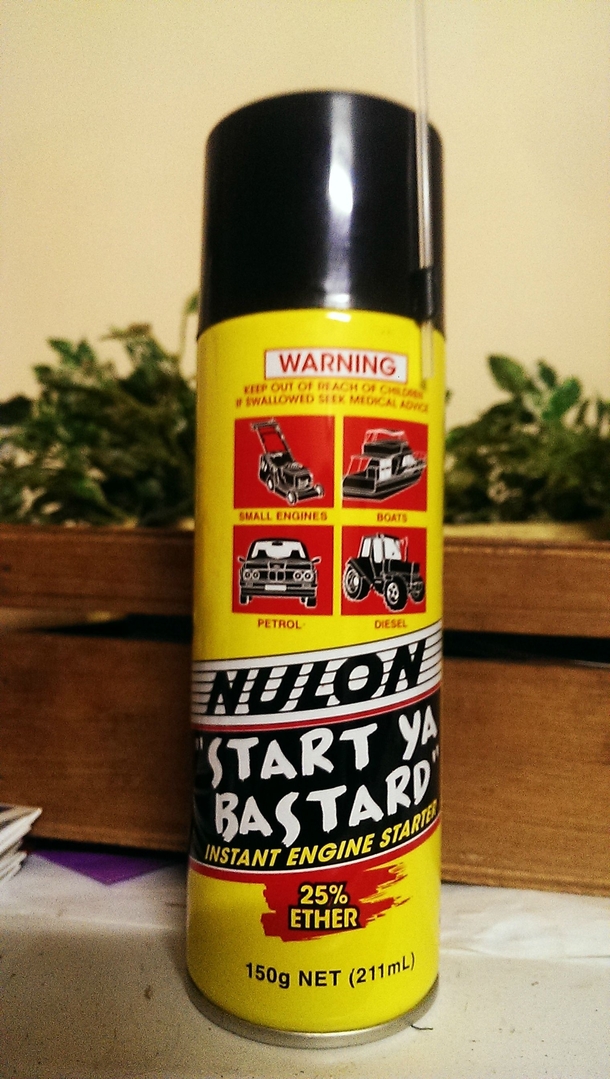 WARNING
KEEP OUT OF REACH OF CHILDREN
IF SWALLOWED SEEK MEDICAL ADVICE
SMALL ENGINES
BOATS
PETROL
DIESEL
NULON
"START YA
BASTARD"
INSTANT ENGINE STARTER
25%
ETHER
150g NET (211mL)